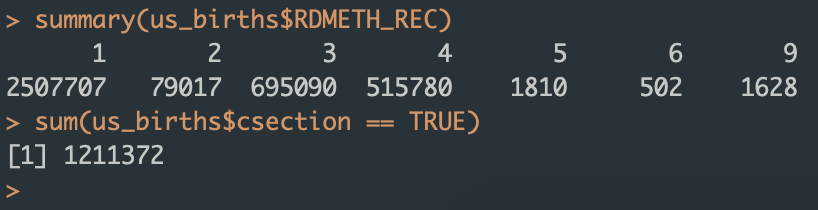 > summary(us_births$RDMETH_REC)
1 2 3 4 5 6 9
2507707 79017 695090 515780 1810 502 1628
> sum(us_births$csection == TRUE)
[1] 1211372
>